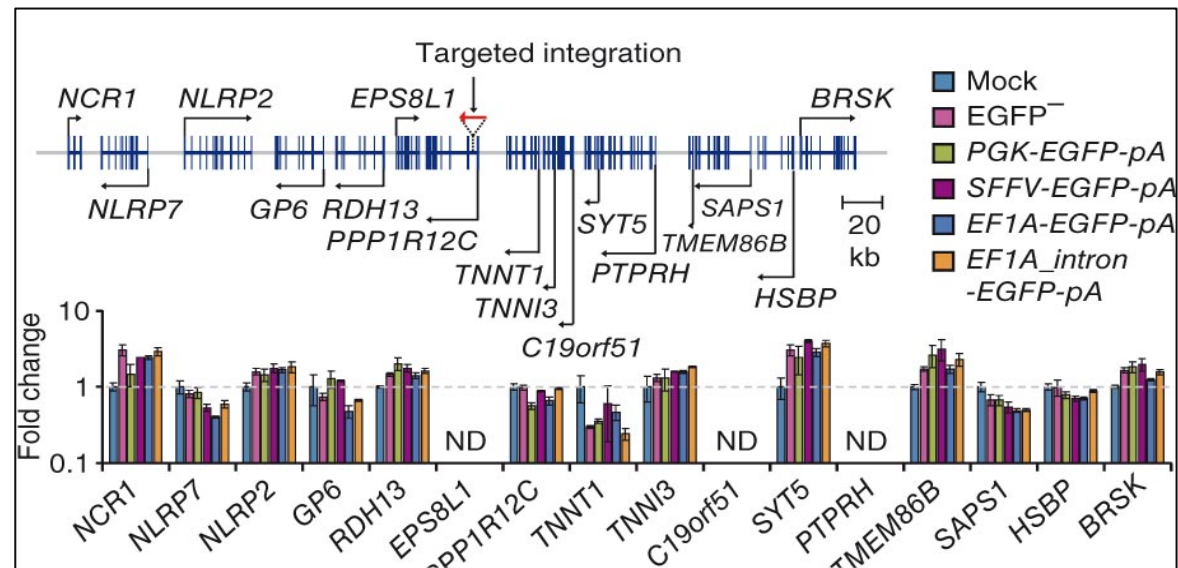 Targeted integration
NCR1
NLRP2
EPS8L1
BRSK
NLRP7
GP6
RDH13
PPP1R12C
TNNT1
TNNI3
C19orf51
SYT5
PTPRH
TMEM86B
SAPS1
HSBP
20
kb
Mock
EGFP–
PGK-EGFP-pA
SFFV-EGFP-pA
EF1A-EGFP-pA
EF1A_intron
-EGFP-pA
Fold change
10
1
0.1
ND
ND
ND
NCR1
NLRP7
NLRP2
GP6
RDH13
EPS8L1
PPP1R12C
TNNT1
TNNI3
C19orf51
SYT5
PTPRH
TMEM86B
SAPS1
HSBP
BRSK